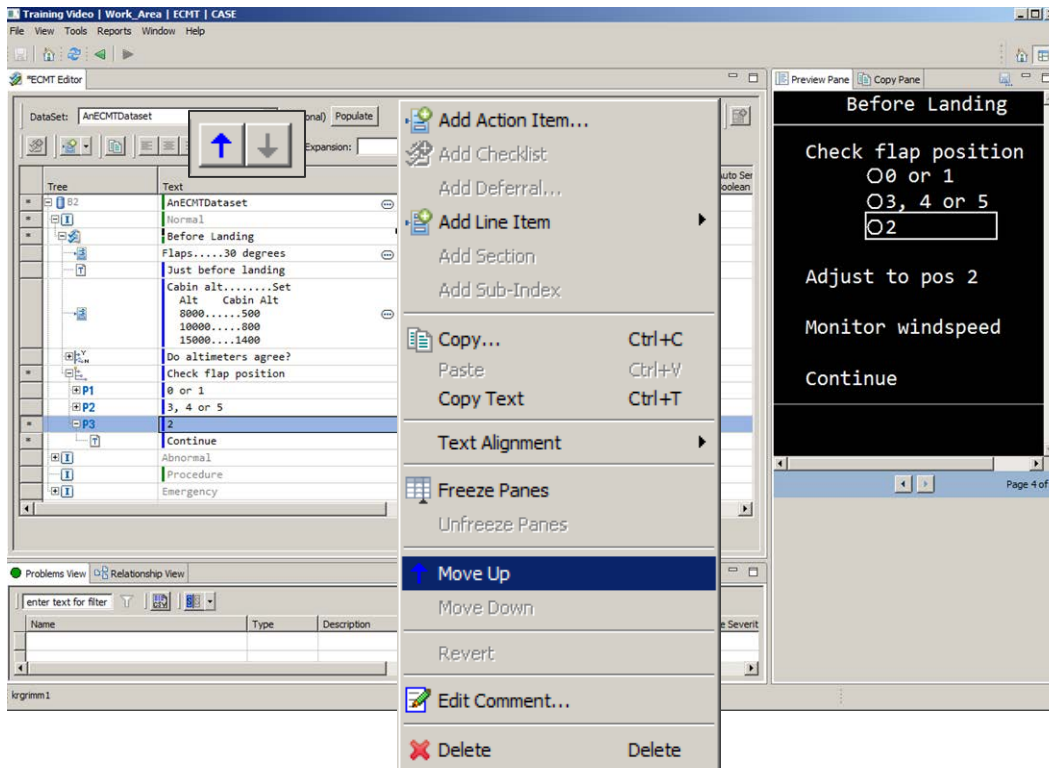 Training Video | Work_Area | ECMT | CASE
File View Tools Reports Window Help
*ECMT Editor
DataSet: AnECMTDataset
onal) Populate
Expansion:
Tree Text
uto Ser
oolean
B2 AnECMTDataset
I Normal
Before Landing
Flaps.....30 degrees
T Just before landing
Cabin alt........Set
Alt Cabin Alt
8000......500
10000.....800
15000....1400
Y N Do altimeters agree?
Check flap position
P1 0 or 1
P2 3, 4 or 5
P3 2
T Continue
I Abnormal
I Procedure
I Emergency
Add Action Item...
Add Checklist
Add Deferral...
Add Line Item
Add Section
Add Sub-Index
Copy... Ctrl+C
Paste Ctrl+V
Copy Text Ctrl+T
Text Alignment
Freeze Panes
Unfreeze Panes
Move Up
Move Down
Revert
Edit Comment...
Delete Delete
Preview Pane Copy Pane
Before Landing
Check flap position
0 or 1
3, 4 or 5
2
Adjust to pos 2
Monitor windspeed
Continue
Page 4 of
Problems View Relationship View
enter text for filter
Name Type Description
e Severit
krgrimm1